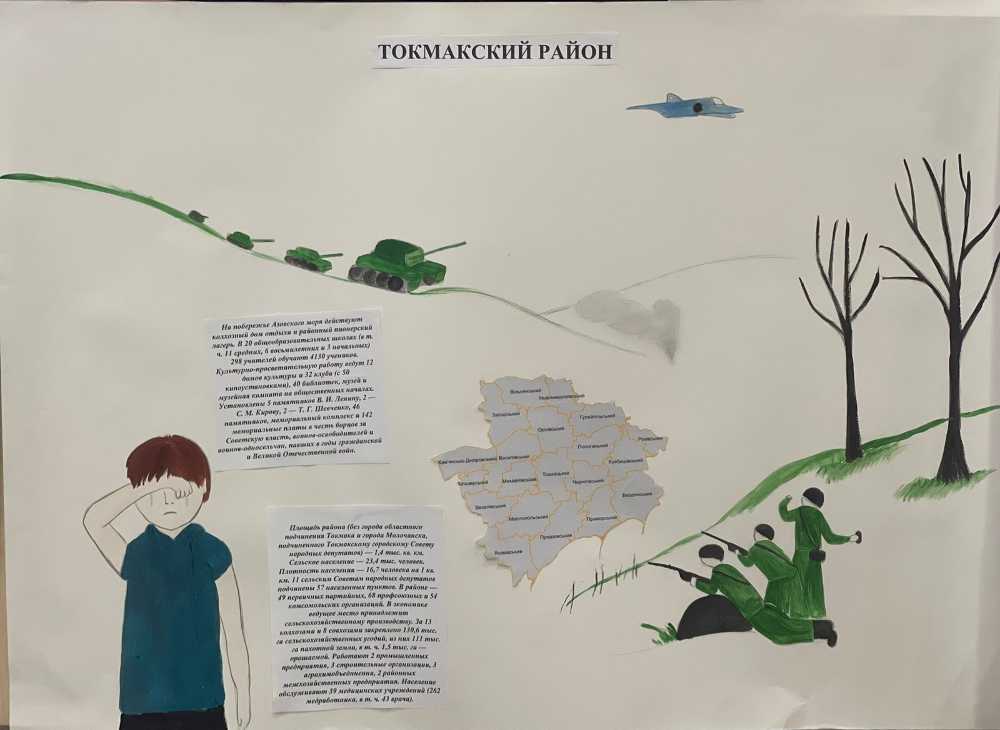 ТОКМАКСКИЙ РАЙОН
На побережье Азовского моря действуют
колхозный дом отдыха и районный пионерский
лагерь. В 20 общеобразовательных школах (в т.
ч. 11 средних, 6 восьмилетних и 3 начальных)
298 учителей обучают 4130 учеников.
Культурно-просветительную работу ведут 12
домов культуры и 32 клуба (с 50
киноустановками), 40 библиотек, музей и
музейная комната на общественных началах.
Установлены 5 памятников В. И. Ленину, 2 —
С. М. Кирову, 2 — Т. Г. Шевченко, 46
памятников, мемориальный комплекс и 142
мемориальные плиты в честь борцов за
Советскую власть, воинов-освободителей и
воинов-односельчан, павших в годы гражданской
и Великой Отечественной войн.
Вільнянський
Новомиколаївський
Запорізький
Гуляйпільський
Оріхівський
Розівський
Пологівський
Кам'янсько-Дніпровський
Василівський
Куйбишівський
Токмацький
Білозерський
Михайлівський
Чернігівський
Бердянський
Веселівський
Мелітопольський
Приморський
Приазовський
Якимівський
Площадь района (без города областного
подчинения Токмака и города Молочанска,
подчиненного Токмакскому городскому Совету
народных депутатов) — 1,4 тыс. кв. км.
Сельское население — 23,4 тыс. человек.
Плотность населения — 16,7 человека на 1 кв.
км. 11 сельским Советам народных депутатов
подчинены 57 населенных пунктов. В районе —
49 первичных партийных, 68 профсоюзных и 54
комсомольских организаций. В экономике
ведущее место принадлежит
сельскохозяйственному производству. За 13
колхозами и 8 совхозами закреплено 130,6 тыс.
га сельскохозяйственных угодий, из них 111 тыс.
га пахотной земли, в т. ч. 1,5 тыс. га —
орошаемой. Работают 2 промышленных
предприятия, 3 строительные организации, 3
агрохимобъединения, 2 районных
межхозяйственных предприятия. Население
обслуживают 39 медицинских учреждений (262
медработника, в т. ч. 43 врача).